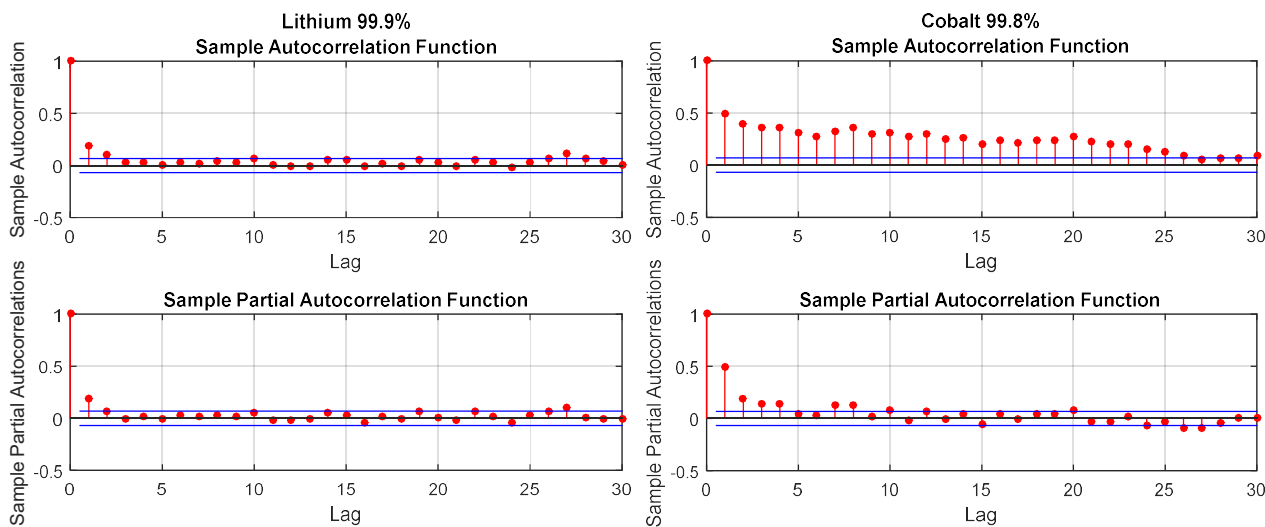 Lithium 99.9%
Sample Autocorrelation Function
Sample Autocorrelation
1
0.5
0
-0.5
0 5 10 15 20 25 30
Lag
Cobalt 99.8%
Sample Autocorrelation Function
Sample Autocorrelation
1
0.5
0
-0.5
0 5 10 15 20 25 30
Lag
Sample Partial Autocorrelation Function
Sample Partial Autocorrelations
1
0.5
0
-0.5
0 5 10 15 20 25 30
Lag
Sample Partial Autocorrelation Function
Sample Partial Autocorrelations
1
0.5
0
-0.5
0 5 10 15 20 25 30
Lag